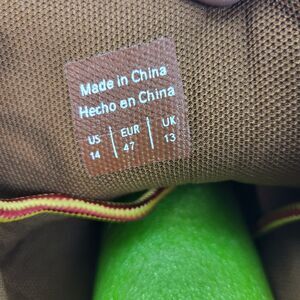 Made in China
Hecho en China
US | EUR | UK
14 | 47 | 13